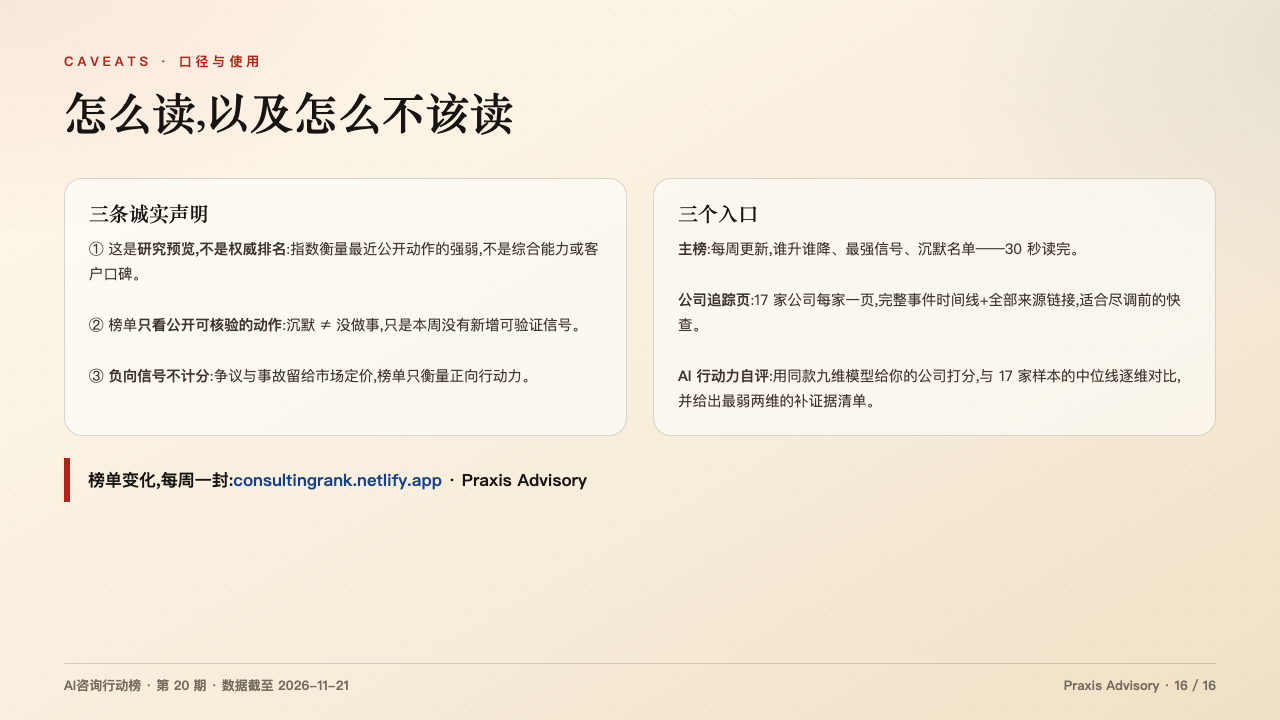 CAVEATS · 口径与使用
怎么读,以及怎么不该读
三条诚实声明
① 这是研究预览,不是权威排名:指数衡量最近公开动作的强弱,不是综合能力或客
户口碑。
② 榜单只看公开可核验的动作:沉默 ≠ 没做事,只是本周没有新增可验证信号。
③ 负向信号不计分:争议与事故留给市场定价,榜单只衡量正向行动力。
三个入口
主榜:每周更新,谁升谁降、最强信号、沉默名单——30 秒读完。
公司追踪页:17 家公司每家一页,完整事件时间线+全部来源链接,适合尽调前的快
查。
AI 行动力自评:用同款九维模型给你的公司打分,与 17 家样本的中位线逐维对比,
并给出最弱两维的补证据清单。
榜单变化,每周一封:consultingrank.netlify.app · Praxis Advisory
AI咨询行动榜 · 第 20 期 · 数据截至 2026-11-21
Praxis Advisory · 16 / 16